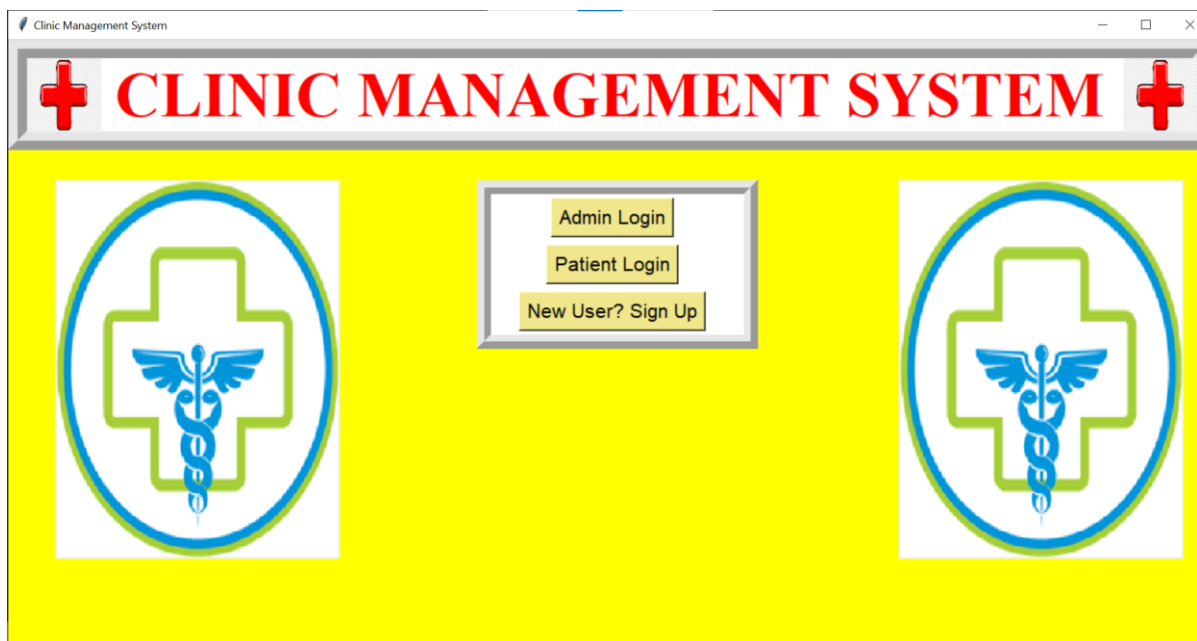 Clinic Management System
CLINIC MANAGEMENT SYSTEM
Admin Login
Patient Login
New User? Sign Up